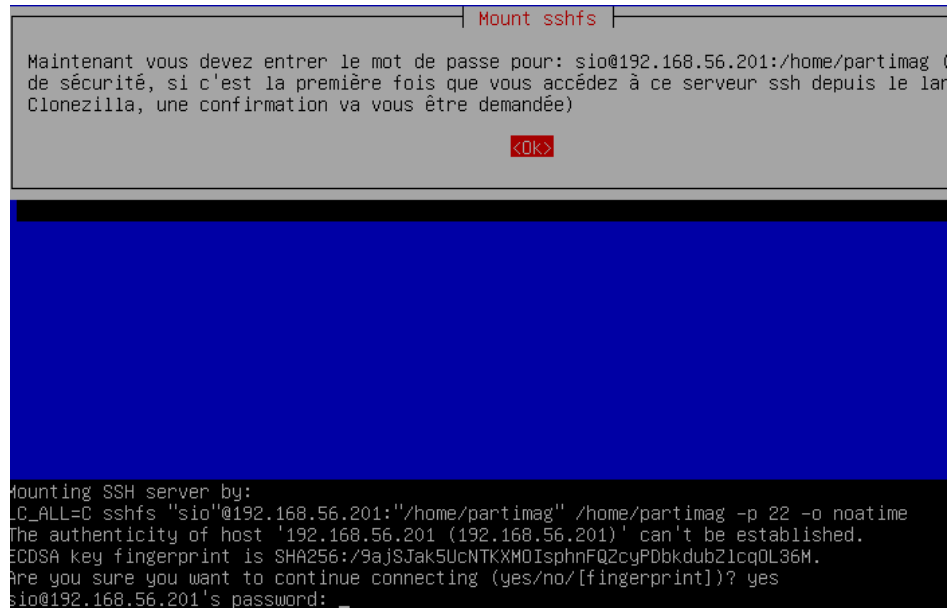 Mount sshfs
Maintenant vous devez entrer le mot de passe pour: sio@192.168.56.201:/home/partimag (
de sécurité, si c'est la première fois que vous accédez à ce serveur ssh depuis le lan
Clonezilla, une confirmation va vous être demandée)
<Ok>
Mounting SSH server by:
LC_ALL=C sshfs "sio"@192.168.56.201:"/home/partimag" /home/partimag -p 22 -o noatime
The authenticity of host '192.168.56.201 (192.168.56.201)' can't be established.
ECDSA key fingerprint is SHA256:/9ajSJak5UcNTKXMOIsphnFQZcyPDbkdubZlcqOL36M.
Are you sure you want to continue connecting (yes/no/[fingerprint])? yes
sio@192.168.56.201's password: _